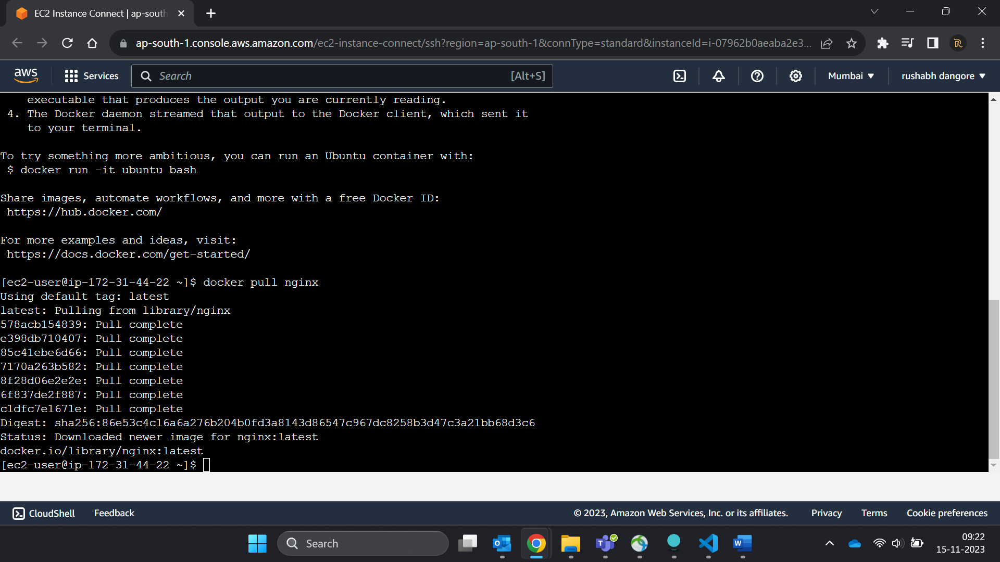 EC2 Instance Connect | ap-south
ap-south-1.console.aws.amazon.com/ec2-instance-connect/ssh?region=ap-south-1&connType=standard&instanceId=i-07962b0aeaba2e3...
aws
Services
Search
[Alt+S]
Mumbai
rushabh dangore
    executable that produces the output you are currently reading.
 4. The Docker daemon streamed that output to the Docker client, which sent it
    to your terminal.
To try something more ambitious, you can run an Ubuntu container with:
 $ docker run -it ubuntu bash
Share images, automate workflows, and more with a free Docker ID:
 https://hub.docker.com/
For more examples and ideas, visit:
 https://docs.docker.com/get-started/
[ec2-user@ip-172-31-44-22 ~]$ docker pull nginx
Using default tag: latest
latest: Pulling from library/nginx
578acb154839: Pull complete
e398db710407: Pull complete
85c41ebe6d66: Pull complete
7170a263b582: Pull complete
8f28d06e2e2e: Pull complete
6f837de2f887: Pull complete
c1dfc7e1671e: Pull complete
Digest: sha256:86e53c4c16a6a276b204b0fd3a8143d86547c967dc8258b3d47c3a21bb68d3c6
Status: Downloaded newer image for nginx:latest
docker.io/library/nginx:latest
[ec2-user@ip-172-31-44-22 ~]$
CloudShell
Feedback
© 2023, Amazon Web Services, Inc. or its affiliates.
Privacy
Terms
Cookie preferences
Search
09:22
15-11-2023